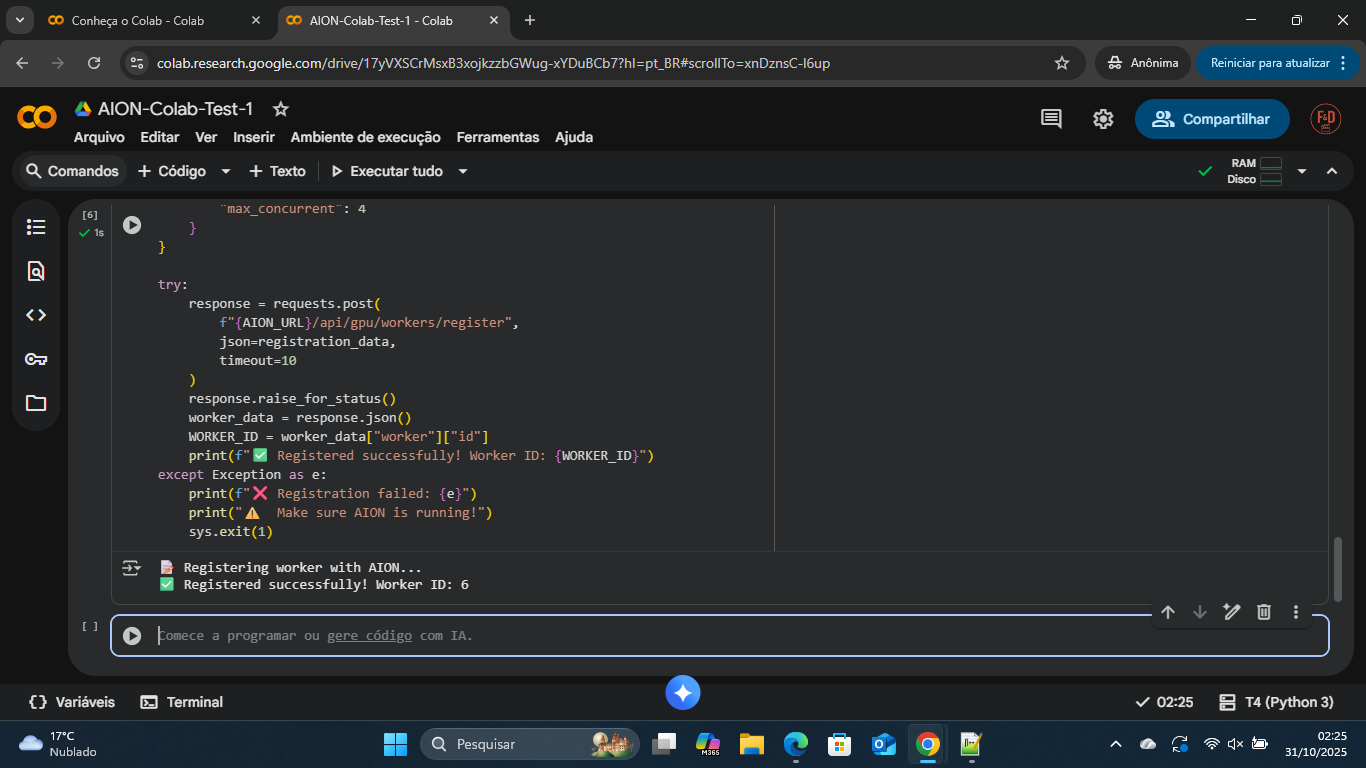 Conheça o Colab - Colab
AION-Colab-Test-1 - Colab
colab.research.google.com/drive/17yVXSCrMsxB3xojkzzbGWug-xYDuBCb7?hl=pt_BR#scrollTo=xnDznsC-l6up
Anônima
Reiniciar para atualizar
AION-Colab-Test-1
Arquivo Editar Ver Inserir Ambiente de execução Ferramentas Ajuda
Compartilhar
F&D
Comandos + Código + Texto Executar tudo
RAM
Disco
[6]
1s
"max_concurrent": 4
}
}
try:
response = requests.post(
f"{AION_URL}/api/gpu/workers/register",
json=registration_data,
timeout=10
)
response.raise_for_status()
worker_data = response.json()
WORKER_ID = worker_data["worker"]["id"]
print(f"✅ Registered successfully! Worker ID: {WORKER_ID}")
except Exception as e:
print(f"❌ Registration failed: {e}")
print("⚠️  Make sure AION is running!")
sys.exit(1)
📝 Registering worker with AION...
✅ Registered successfully! Worker ID: 6
[ ]
Comece a programar ou gere código com IA.
{} Variáveis Terminal
02:25 T4 (Python 3)
17°C
Nublado
Pesquisar
M365
02:25
31/10/2025